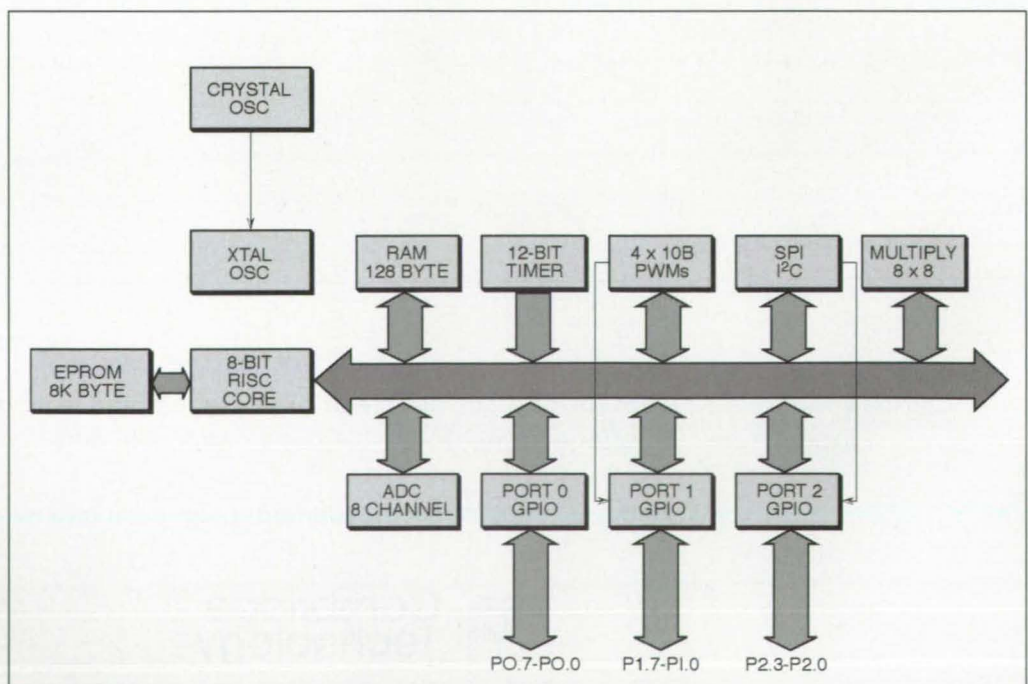 CRYSTAL
OSC
XTAL
OSC
RAM
128 BYTE
12-BIT
TIMER
4 x 10B
PWMs
SPI
I²C
MULTIPLY
8 x 8
EPROM
8K BYTE
8-BIT
RISC
CORE
ADC
8 CHANNEL
PORT 0
GPIO
PORT 1
GPIO
PORT 2
GPIO
PO.7-PO.0
P1.7-PI.0
P2.3-P2.0